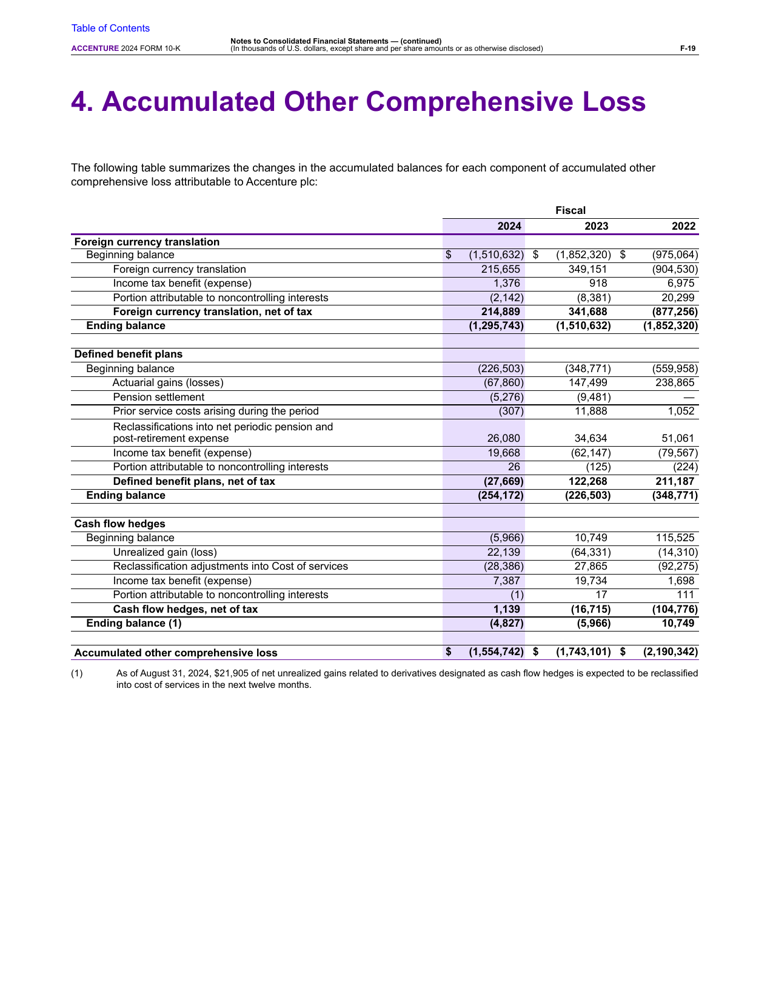 Table of Contents
ACCENTURE 2024 FORM 10-K
Notes to Consolidated Financial Statements — (continued)
(In thousands of U.S. dollars, except share and per share amounts or as otherwise disclosed)
F-19
4. Accumulated Other Comprehensive Loss
The following table summarizes the changes in the accumulated balances for each component of accumulated other
comprehensive loss attributable to Accenture plc:
Fiscal
2024 2023 2022
Foreign currency translation
Beginning balance $ (1,510,632) $ (1,852,320) $ (975,064)
Foreign currency translation 215,655 349,151 (904,530)
Income tax benefit (expense) 1,376 918 6,975
Portion attributable to noncontrolling interests (2,142) (8,381) 20,299
Foreign currency translation, net of tax 214,889 341,688 (877,256)
Ending balance (1,295,743) (1,510,632) (1,852,320)
Defined benefit plans
Beginning balance (226,503) (348,771) (559,958)
Actuarial gains (losses) (67,860) 147,499 238,865
Pension settlement (5,276) (9,481) —
Prior service costs arising during the period (307) 11,888 1,052
Reclassifications into net periodic pension and
post-retirement expense 26,080 34,634 51,061
Income tax benefit (expense) 19,668 (62,147) (79,567)
Portion attributable to noncontrolling interests 26 (125) (224)
Defined benefit plans, net of tax (27,669) 122,268 211,187
Ending balance (254,172) (226,503) (348,771)
Cash flow hedges
Beginning balance (5,966) 10,749 115,525
Unrealized gain (loss) 22,139 (64,331) (14,310)
Reclassification adjustments into Cost of services (28,386) 27,865 (92,275)
Income tax benefit (expense) 7,387 19,734 1,698
Portion attributable to noncontrolling interests (1) 17 111
Cash flow hedges, net of tax 1,139 (16,715) (104,776)
Ending balance (1) (4,827) (5,966) 10,749
Accumulated other comprehensive loss $ (1,554,742) $ (1,743,101) $ (2,190,342)
(1) As of August 31, 2024, $21,905 of net unrealized gains related to derivatives designated as cash flow hedges is expected to be reclassified
into cost of services in the next twelve months.